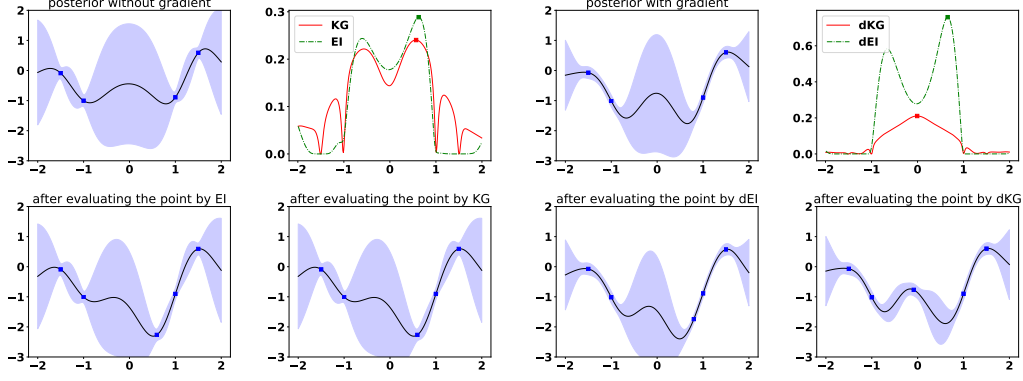 posterior without gradient
2
1
0
−1
−2
−3
−2 −1 0 1 2
KG
EI
0.3
0.2
0.1
0.0
−2 −1 0 1 2
posterior with gradient
2
1
0
−1
−2
−3
−2 −1 0 1 2
dKG
dEI
0.6
0.4
0.2
0.0
−2 −1 0 1 2
after evaluating the point by EI
2
1
0
−1
−2
−3
−2 −1 0 1 2
after evaluating the point by KG
2
1
0
−1
−2
−3
−2 −1 0 1 2
after evaluating the point by dEI
2
1
0
−1
−2
−3
−2 −1 0 1 2
after evaluating the point by dKG
2
1
0
−1
−2
−3
−2 −1 0 1 2